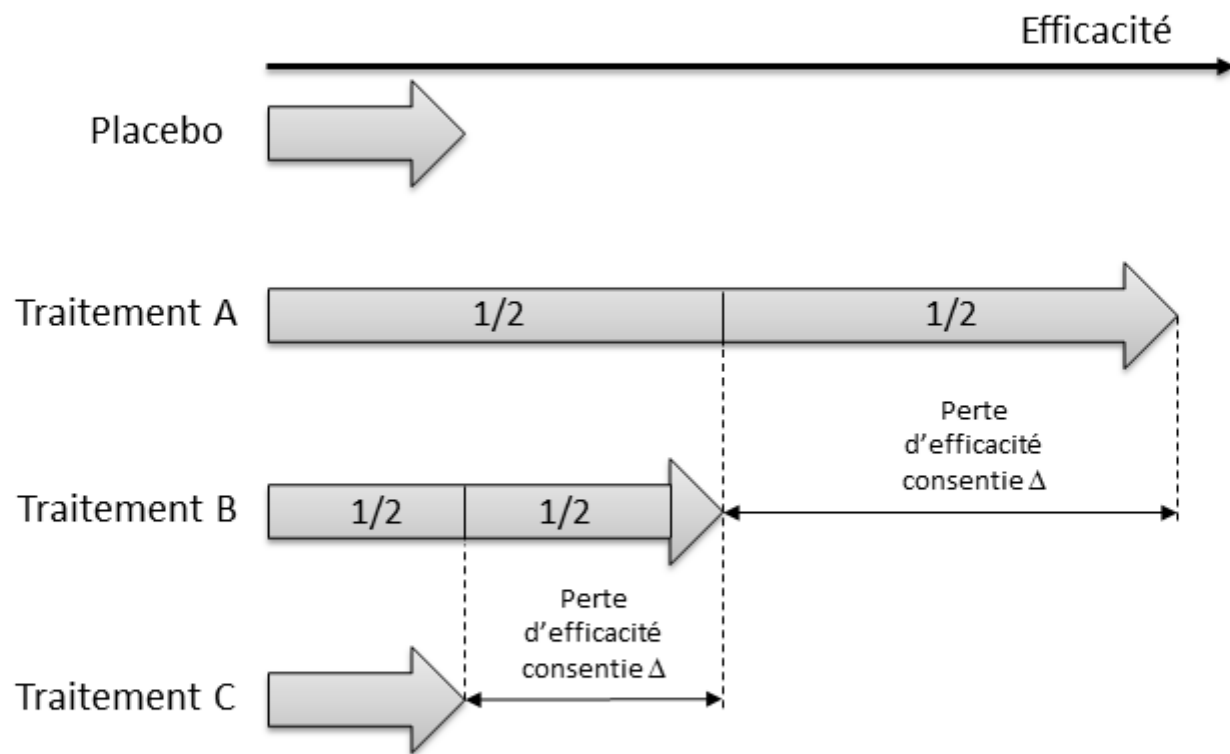 Efficacité
Placebo
Traitement A
1/2
1/2
Perte
d'efficacité
consentie Δ
Traitement B
1/2
1/2
Perte
d'efficacité
consentie Δ
Traitement C